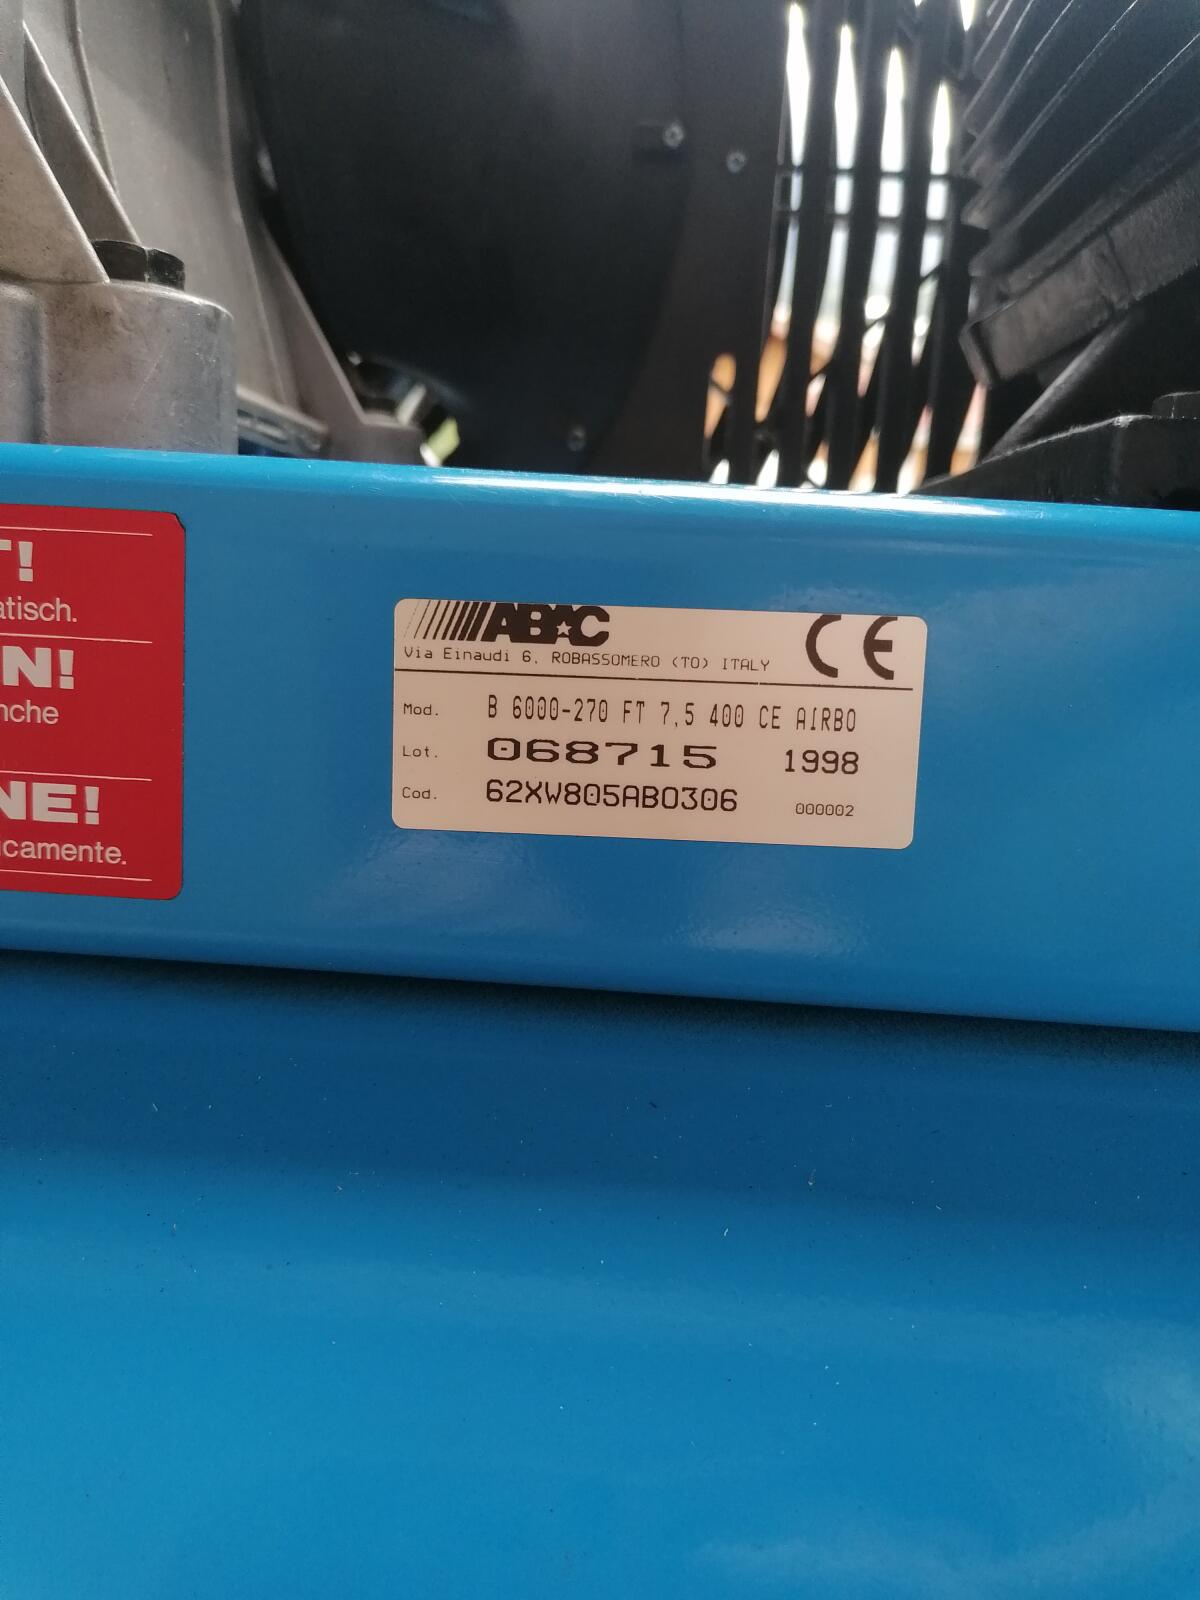 T!
atisch.
N!
nche
NE!
icamente.
ABAC
CE
Via Einaudi 6, ROBASSOMERO (TO) ITALY
Mod. B 6000-270 FT 7,5 400 CE AIRBO
Lot. 068715 1998
Cod. 62XW805AB0306 000002